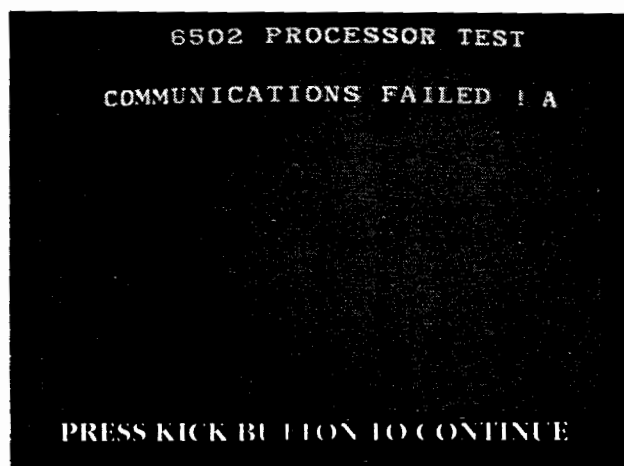 6502 PROCESSOR TEST
COMMUNICATIONS FAILED ! A
PRESS KICK BUTTON TO CONTINUE